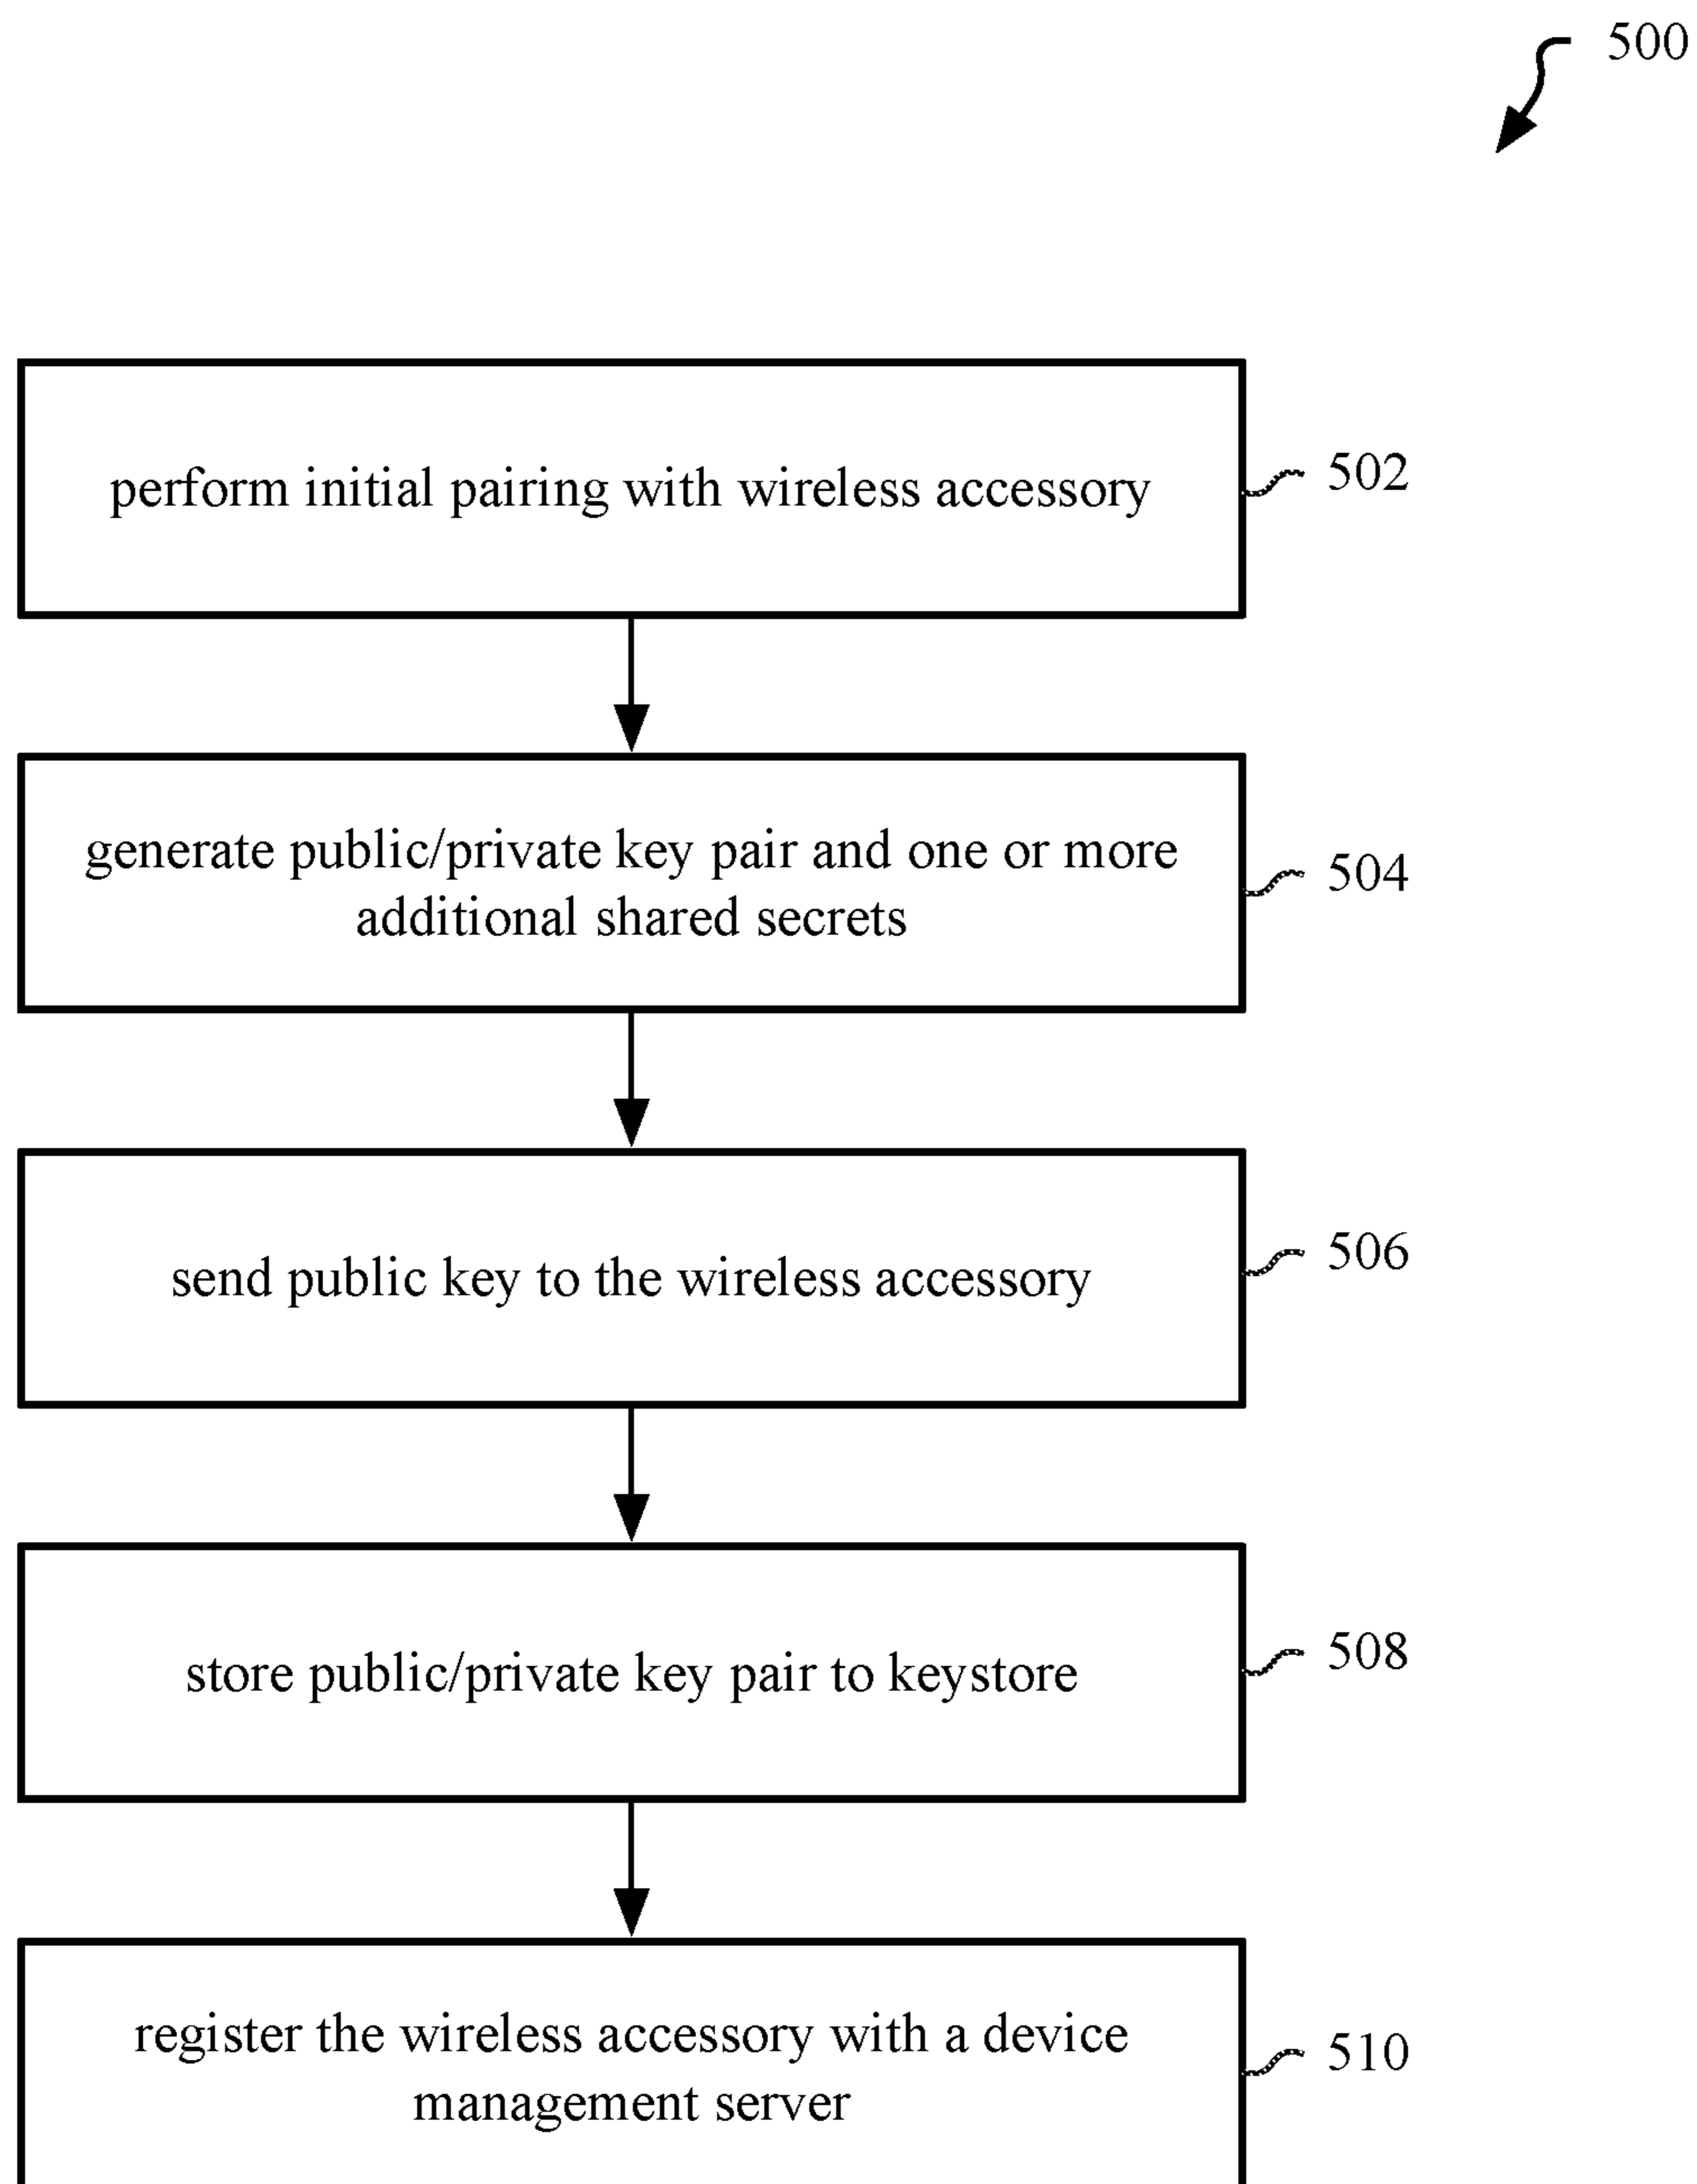 500
perform initial pairing with wireless accessory
502
generate public/private key pair and one or more
additional shared secrets
504
send public key to the wireless accessory
506
store public/private key pair to keystore
508
register the wireless accessory with a device
management server
510